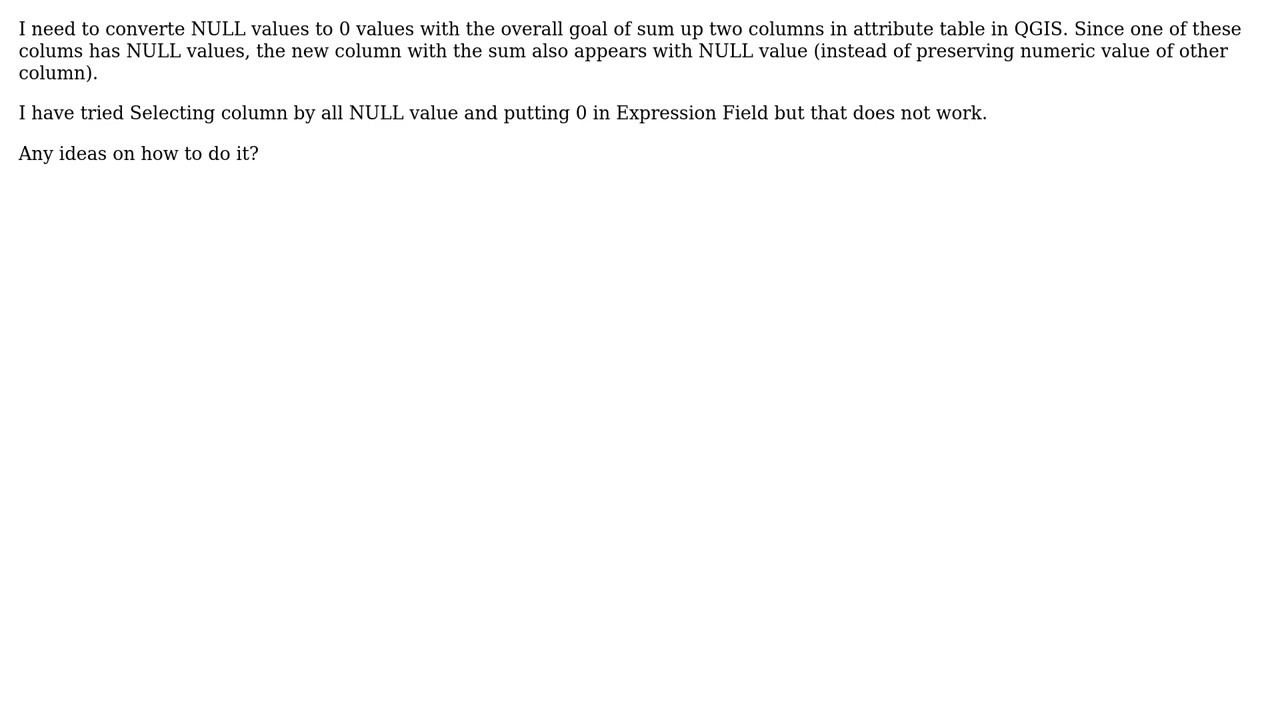 I need to converte NULL values to 0 values with the overall goal of sum up two columns in attribute table in QGIS. Since one of these
colums has NULL values, the new column with the sum also appears with NULL value (instead of preserving numeric value of other
column).
I have tried Selecting column by all NULL value and putting 0 in Expression Field but that does not work.
Any ideas on how to do it?